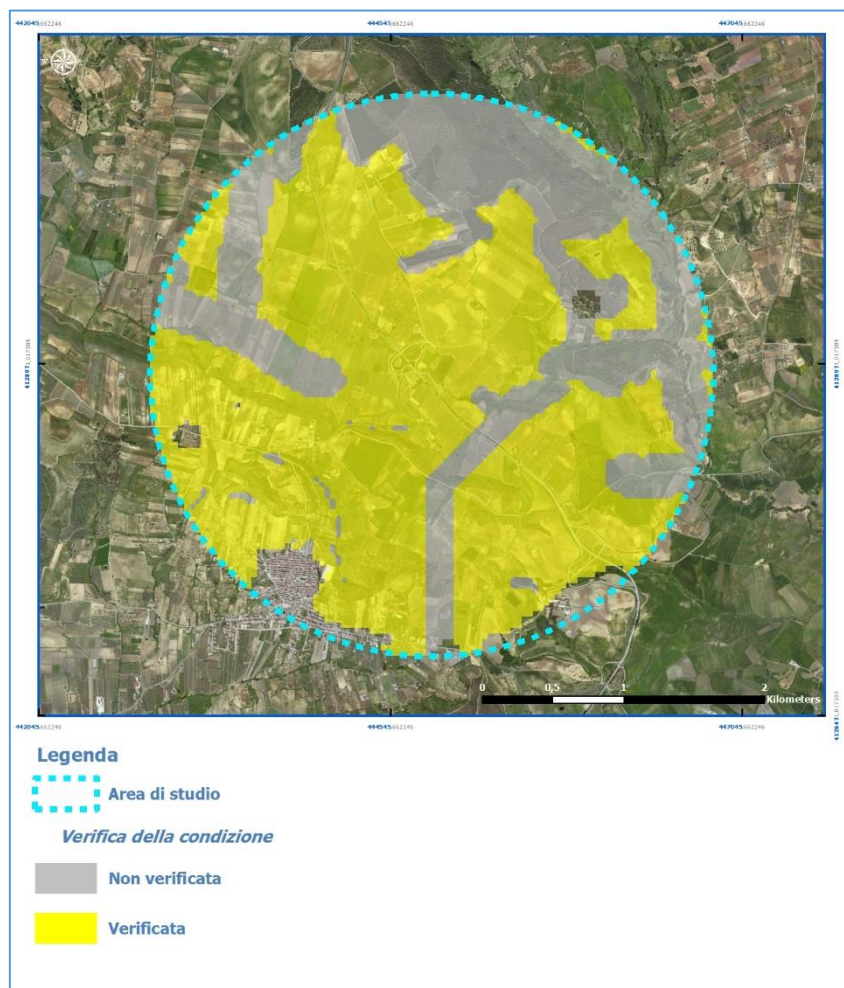 442045,662246 444545,662246 447045,662246
0 0,5 1 2
Kilometers
442045,662246 444545,662246 447045,662246
Legenda
Area di studio
Verifica della condizione
Non verificata
Verificata